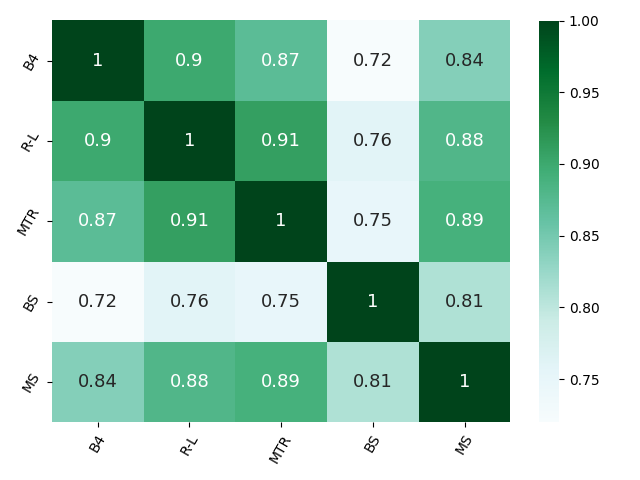 B4 1 0.9 0.87 0.72 0.84
R-L 0.9 1 0.91 0.76 0.88
MTR 0.87 0.91 1 0.75 0.89
BS 0.72 0.76 0.75 1 0.81
MS 0.84 0.88 0.89 0.81 1
B4 R-L MTR BS MS
1.00
0.95
0.90
0.85
0.80
0.75